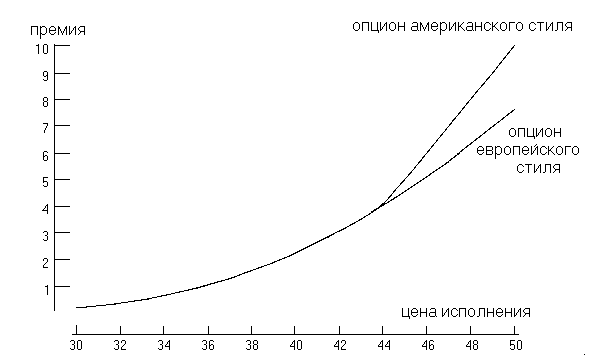 опцион американского стиля
премия
10
9
8
7
6
5
4
3
2
1
опцион
европейского
стиля
цена исполнения
30 32 34 36 38 40 42 44 46 48 50